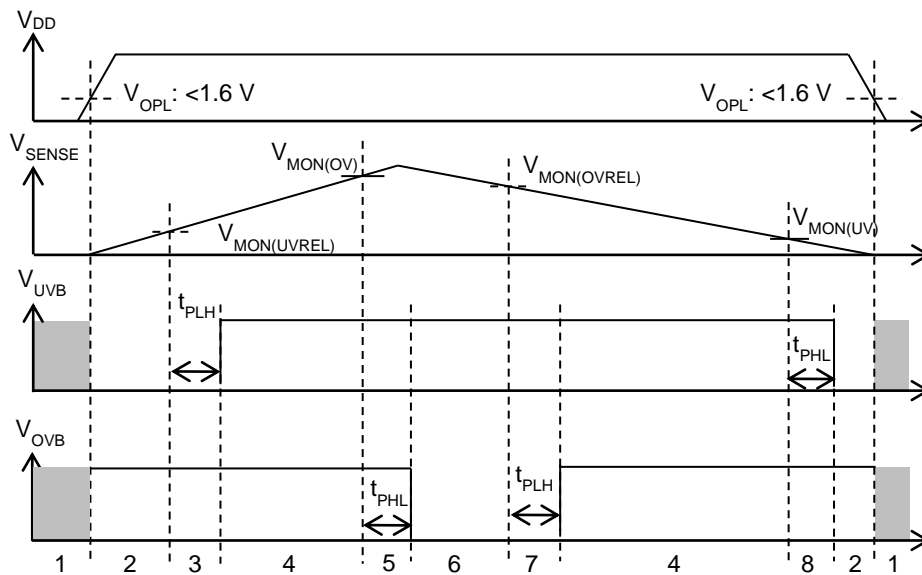 VDD
VOPL: <1.6 V VOPL: <1.6 V
VSENSE
VMON(OV)
VMON(OVREL)
VMON(UVREL)
VMON(UV)
VUVB
tPLH
tPHL
VOVB
tPHL
tPLH
1 2 3 4 5 6 7 4 8 2 1